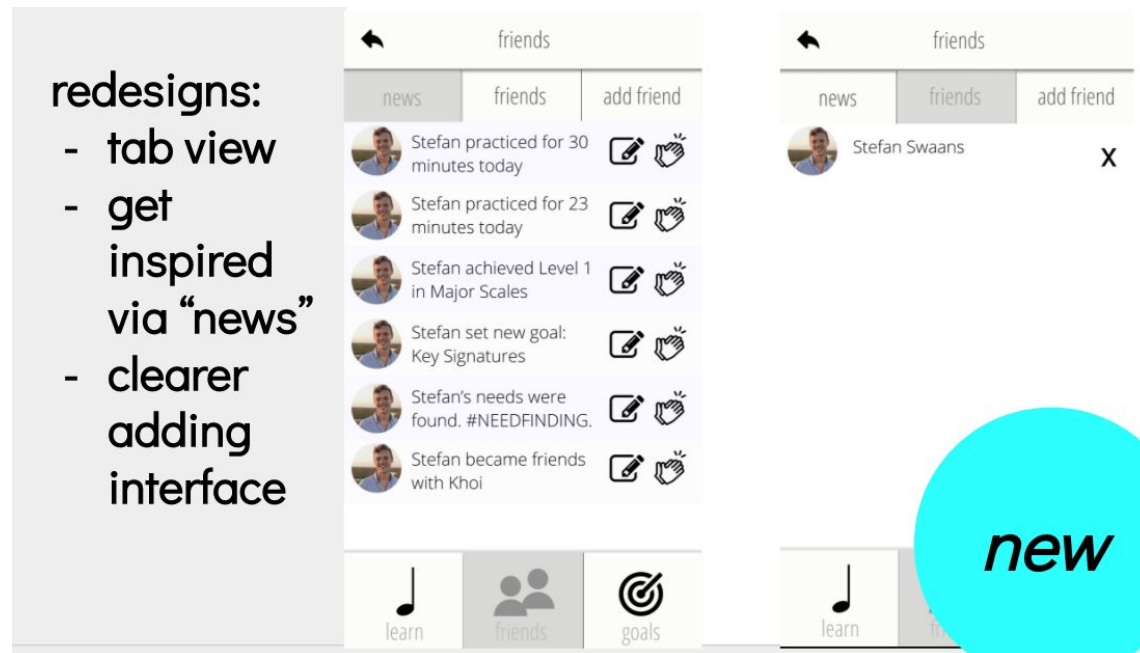 redesigns:
- tab view
- get
inspired
via “news”
- clearer
adding
interface
friends
news friends add friend
Stefan practiced for 30
minutes today
Stefan practiced for 23
minutes today
Stefan achieved Level 1
in Major Scales
Stefan set new goal:
Key Signatures
Stefan’s needs were
found. #NEEDFINDING.
Stefan became friends
with Khoi
learn friends goals
friends
news friends add friend
Stefan Swaans X
learn
new